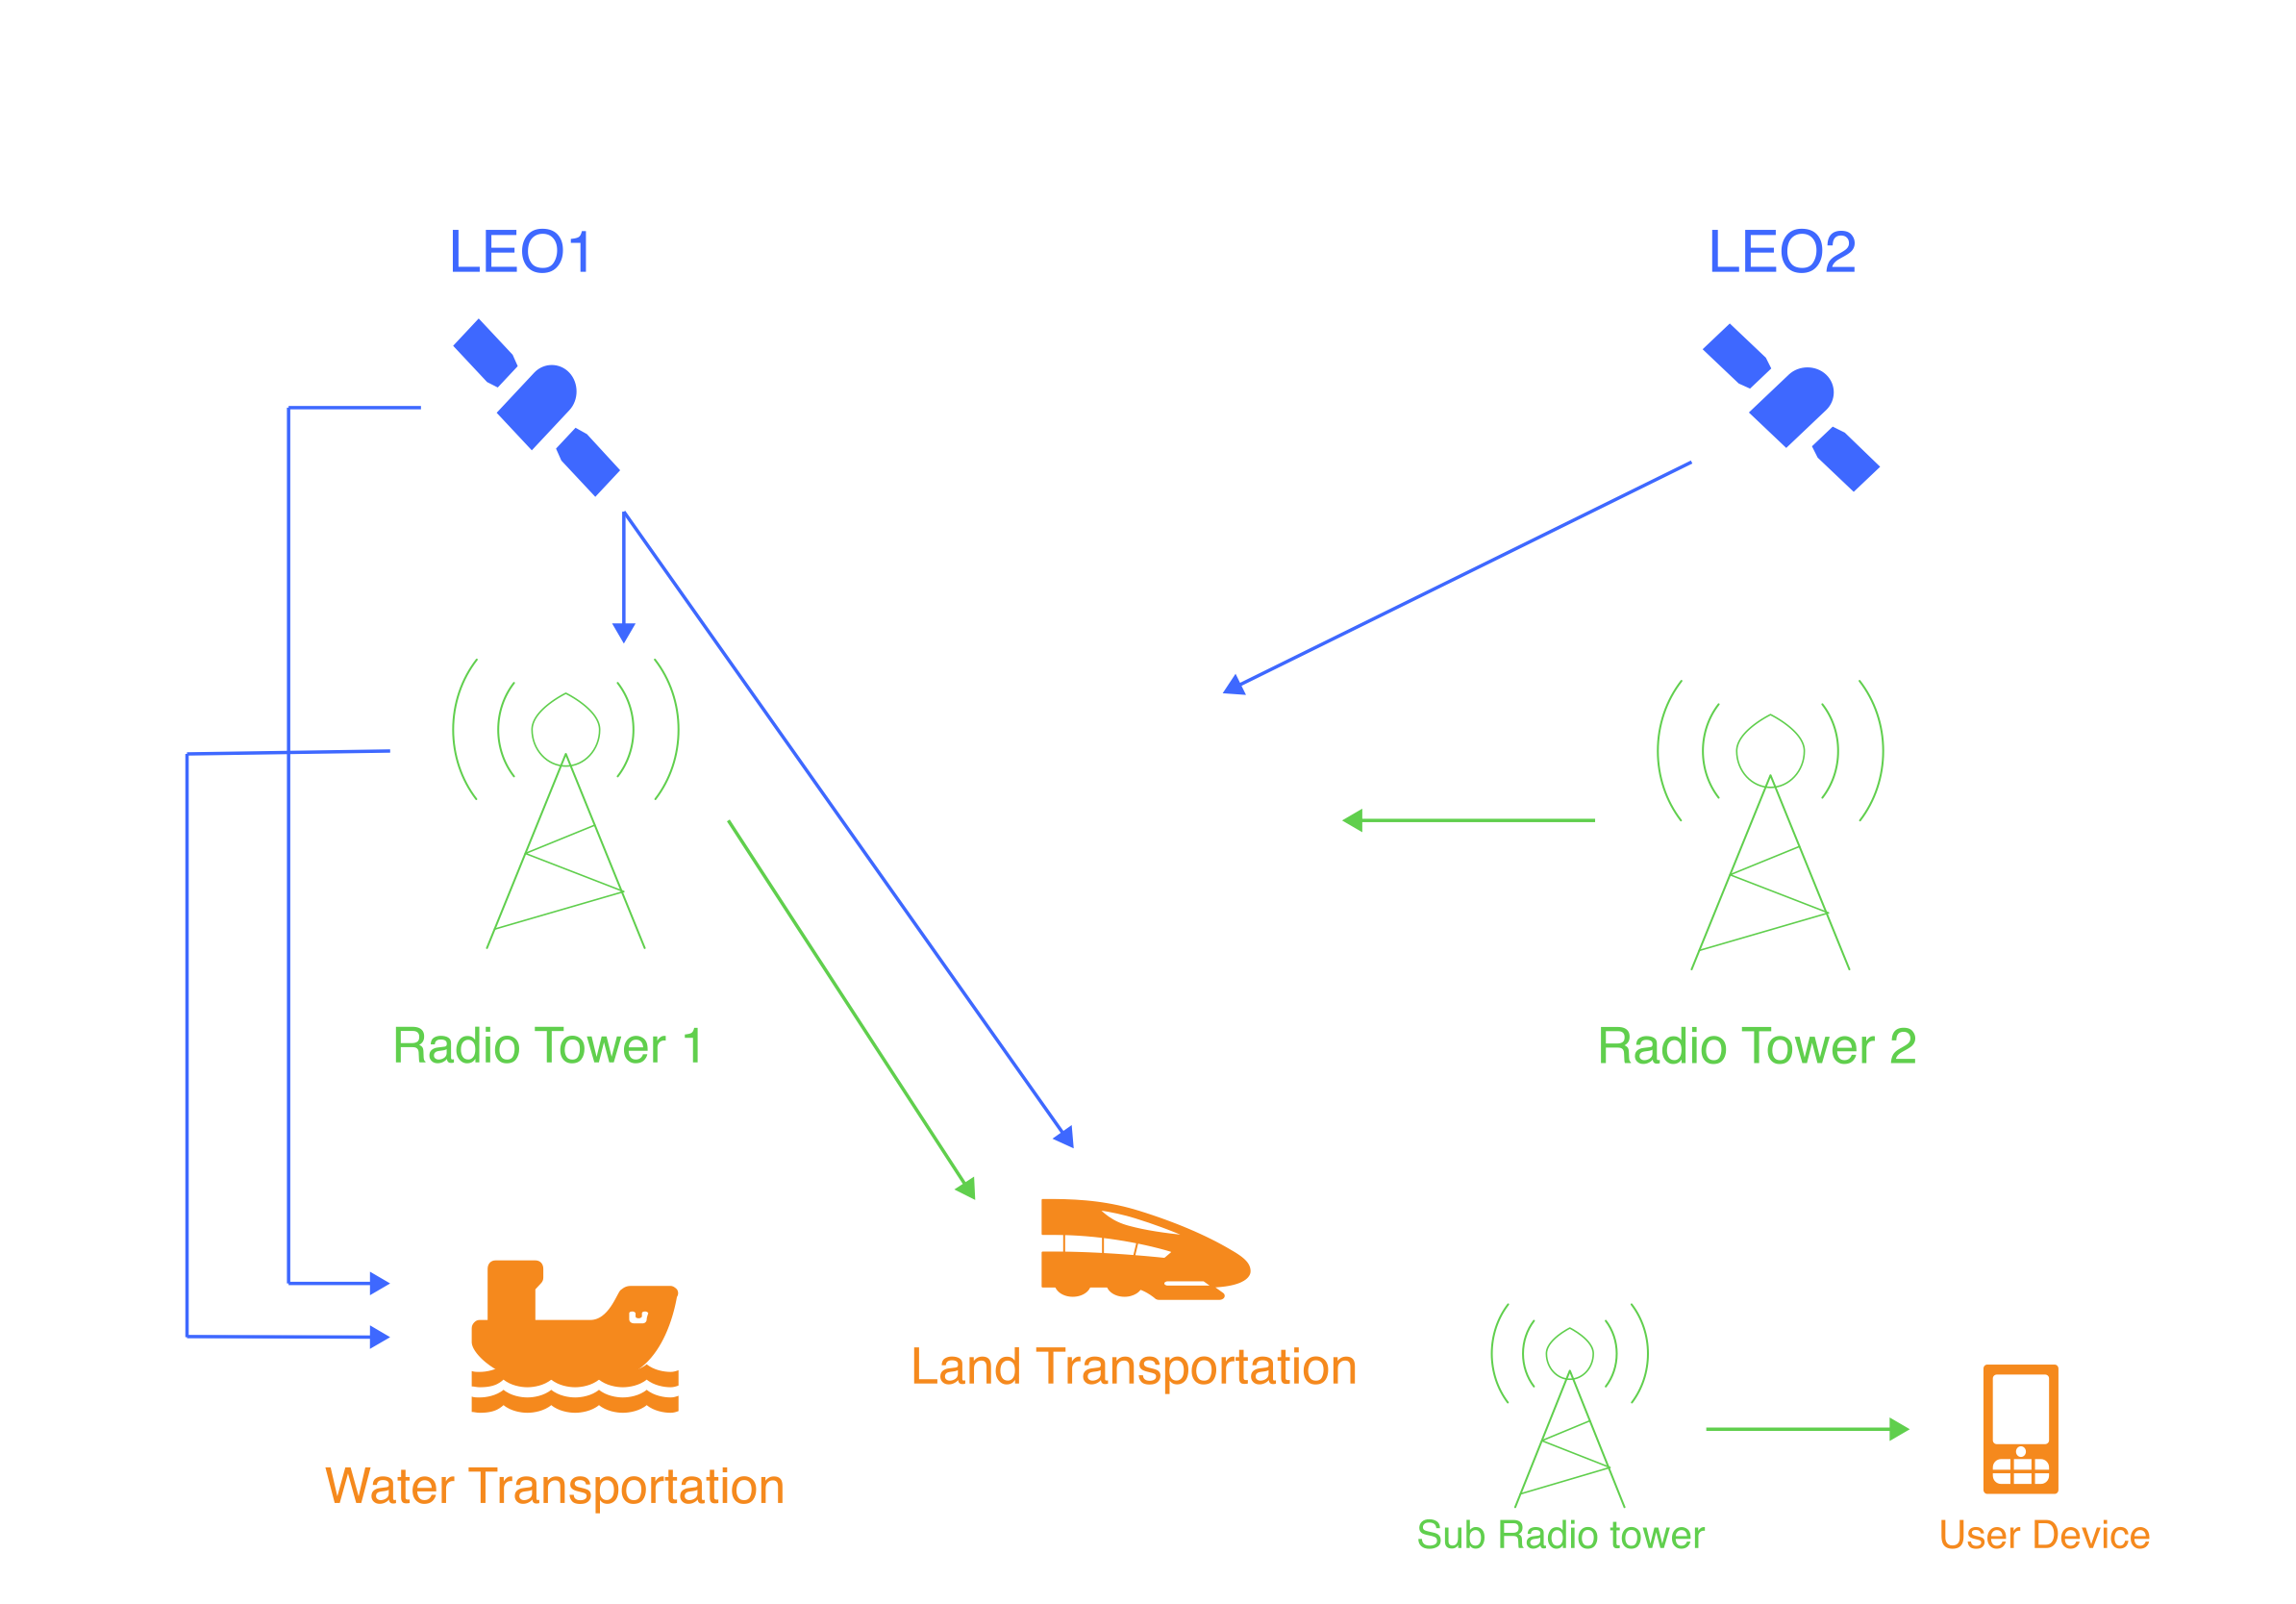 LEO1
LEO2
Radio Tower 1
Radio Tower 2
Land Transportation
Water Transportation
Sub Radio tower
User Device